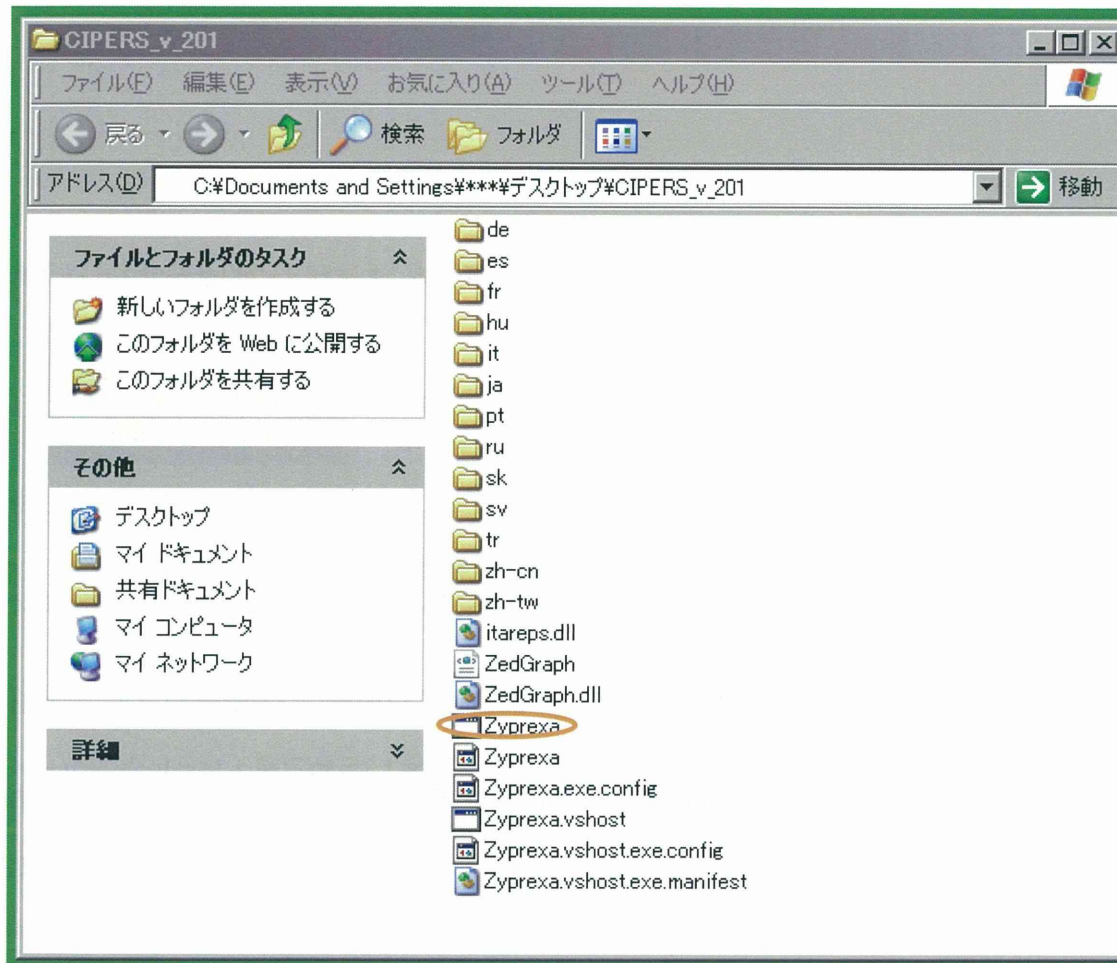 CIPERS_v_201
ファイル(F) 編集(E) 表示(V) お気に入り(A) ツール(T) ヘルプ(H)
戻る 検索 フォルダ
アドレス(D) C:¥Documents and Settings¥***¥デスクトップ¥CIPERS_v_201 移動
ファイルとフォルダのタスク
新しいフォルダを作成する
このフォルダを Web に公開する
このフォルダを共有する
その他
デスクトップ
マイ ドキュメント
共有ドキュメント
マイ コンピュータ
マイ ネットワーク
詳細
de
es
fr
hu
it
ja
pt
ru
sk
sv
tr
zh-cn
zh-tw
itareps.dll
ZedGraph
ZedGraph.dll
Zyprexa
Zyprexa
Zyprexa.exe.config
Zyprexa.vshost
Zyprexa.vshost.exe.config
Zyprexa.vshost.exe.manifest